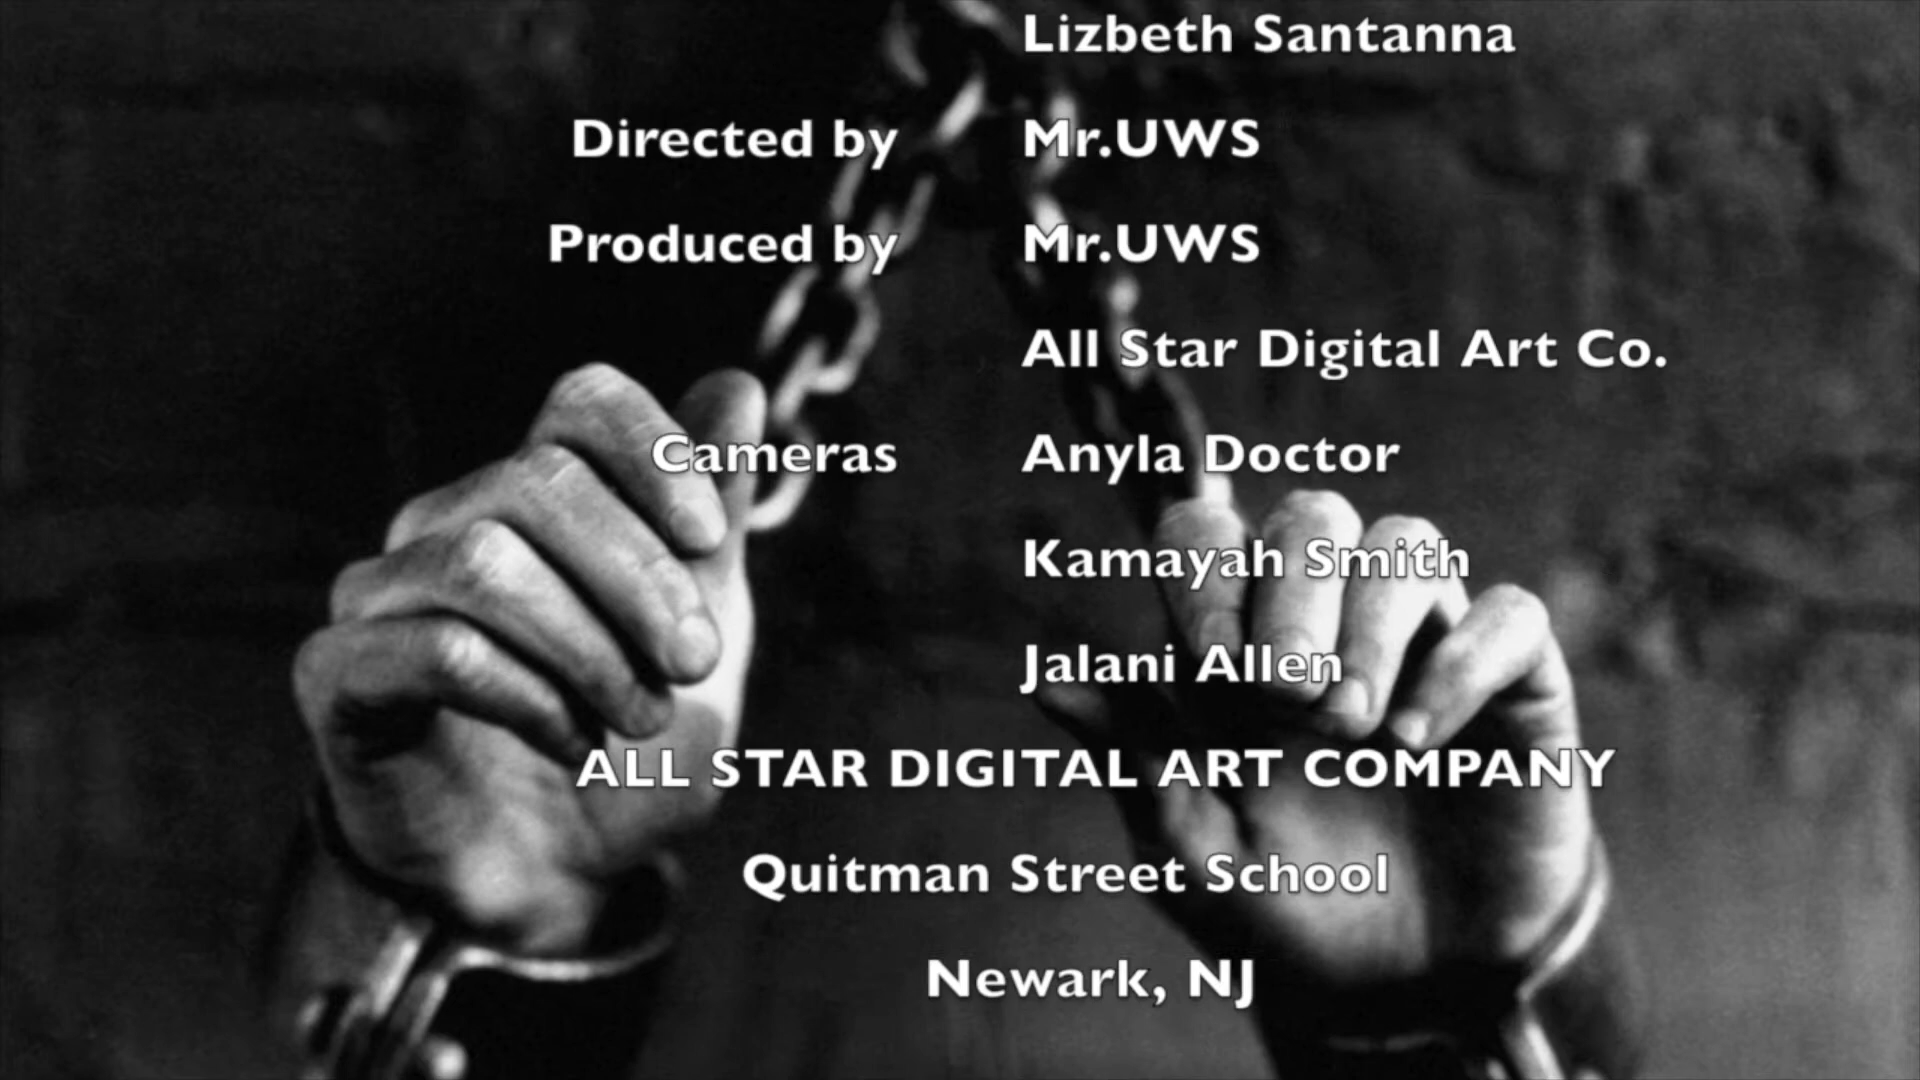 Lizbeth Santanna
Directed by Mr.UWS
Produced by Mr.UWS
All Star Digital Art Co.
Cameras Anyla Doctor
Kamayah Smith
Jalani Allen
ALL STAR DIGITAL ART COMPANY
Quitman Street School
Newark, NJ